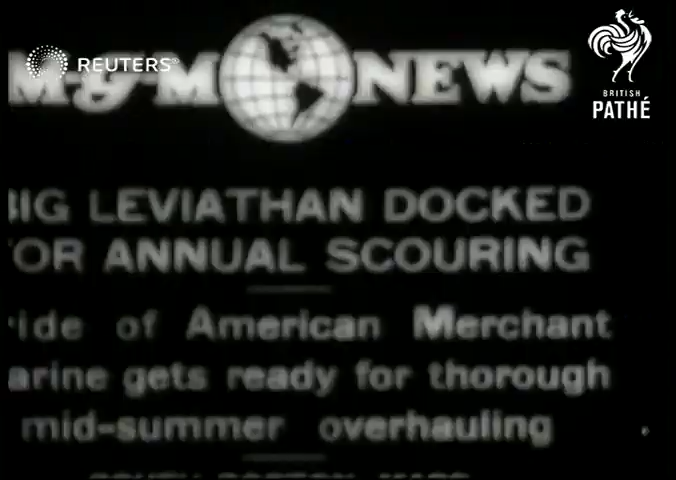 REUTERS
BRITISH
PATHÉ
M-G-M NEWS
IG LEVIATHAN DOCKED
OR ANNUAL SCOURING
ide of American Merchant
arine gets ready for thorough
mid-summer overhauling